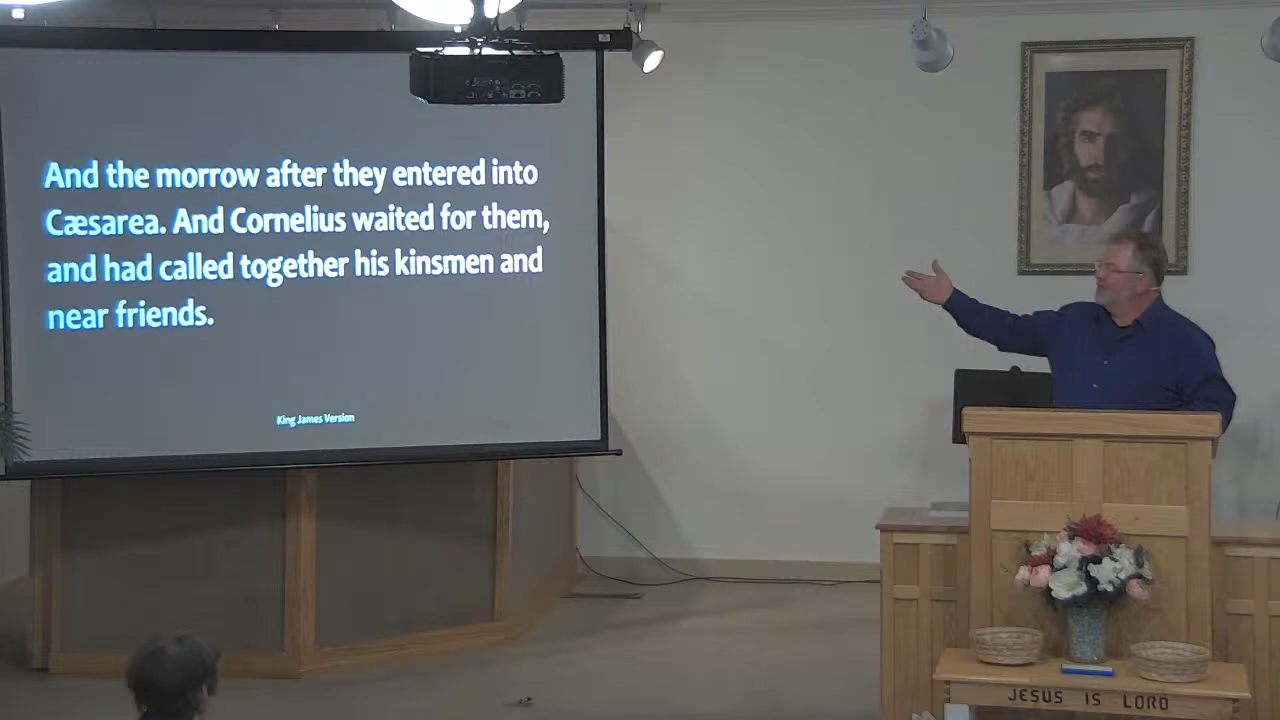 And the morrow after they entered into
Cæsarea. And Cornelius waited for them,
and had called together his kinsmen and
near friends.
King James Version
JESUS IS LORD